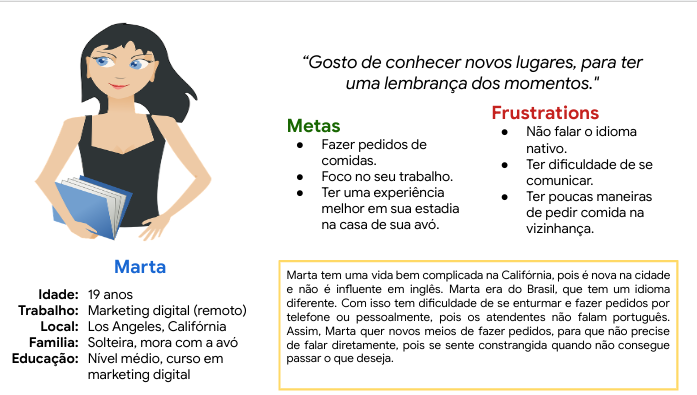 “Gosto de conhecer novos lugares, para ter
uma lembrança dos momentos."
Metas
● Fazer pedidos de
comidas.
● Foco no seu trabalho.
● Ter uma experiência
melhor em sua estadia
na casa de sua avó.
Frustrations
● Não falar o idioma
nativo.
● Ter dificuldade de se
comunicar.
● Ter poucas maneiras
de pedir comida na
vizinhança.
Marta
Idade: 19 anos
Trabalho: Marketing digital (remoto)
Local: Los Angeles, Califórnia
Familia: Solteira, mora com a avó
Educação: Nível médio, curso em
marketing digital
Marta tem uma vida bem complicada na Califórnia, pois é nova na cidade
e não é influente em inglês. Marta era do Brasil, que tem um idioma
diferente. Com isso tem dificuldade de se enturmar e fazer pedidos por
telefone ou pessoalmente, pois os atendentes não falam português.
Assim, Marta quer novos meios de fazer pedidos, para que não precise
de falar diretamente, pois se sente constrangida quando não consegue
passar o que deseja.